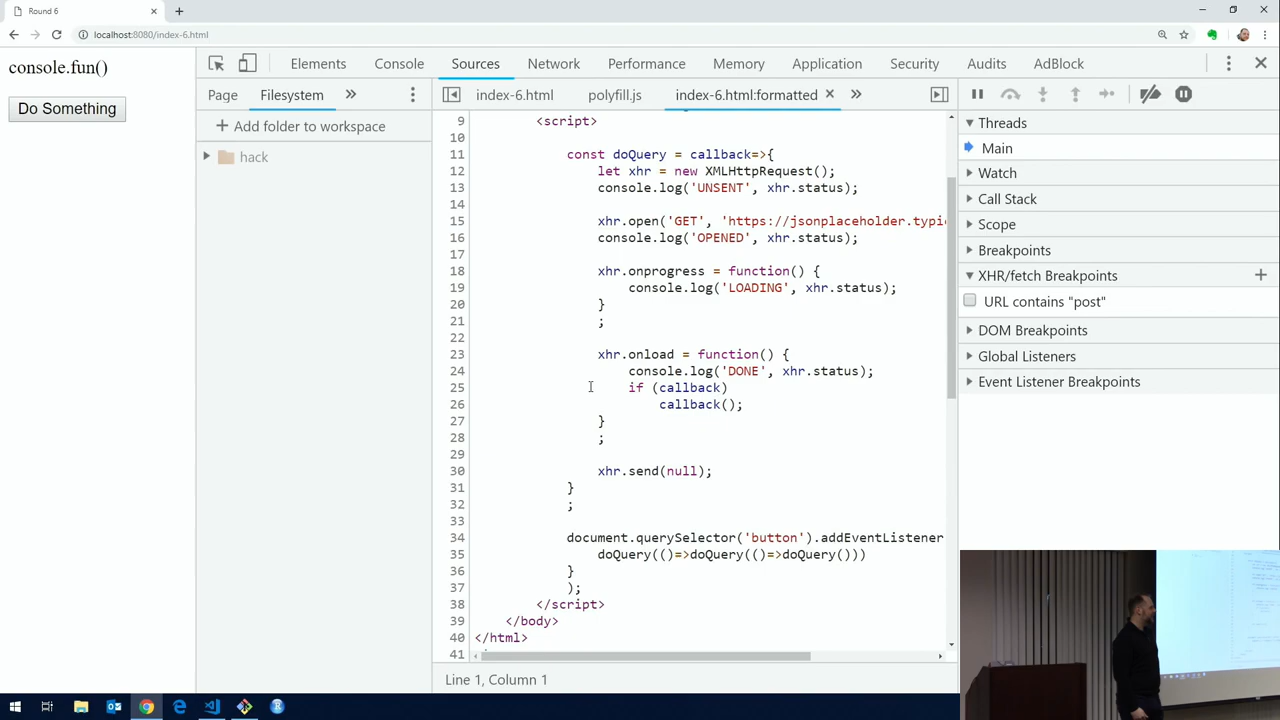 Round 6
localhost:8080/index-6.html
console.fun()
Do Something
Elements Console Sources Network Performance Memory Application Security Audits AdBlock
Page Filesystem
index-6.html polyfill.js index-6.html:formatted
Add folder to workspace
hack
9 <script>
10
11 const doQuery = callback=>{
12 let xhr = new XMLHttpRequest();
13 console.log('UNSENT', xhr.status);
14
15 xhr.open('GET', 'https://jsonplaceholder.typi
16 console.log('OPENED', xhr.status);
17
18 xhr.onprogress = function() {
19 console.log('LOADING', xhr.status);
20 }
21 ;
22
23 xhr.onload = function() {
24 console.log('DONE', xhr.status);
25 if (callback)
26 callback();
27 }
28 ;
29
30 xhr.send(null);
31 }
32 ;
33
34 document.querySelector('button').addEventListener
35 doQuery(()=>doQuery(()=>doQuery()))
36 }
37 );
38 </script>
39 </body>
40 </html>
41
Line 1, Column 1
Threads
Main
Watch
Call Stack
Scope
Breakpoints
XHR/fetch Breakpoints
URL contains "post"
DOM Breakpoints
Global Listeners
Event Listener Breakpoints